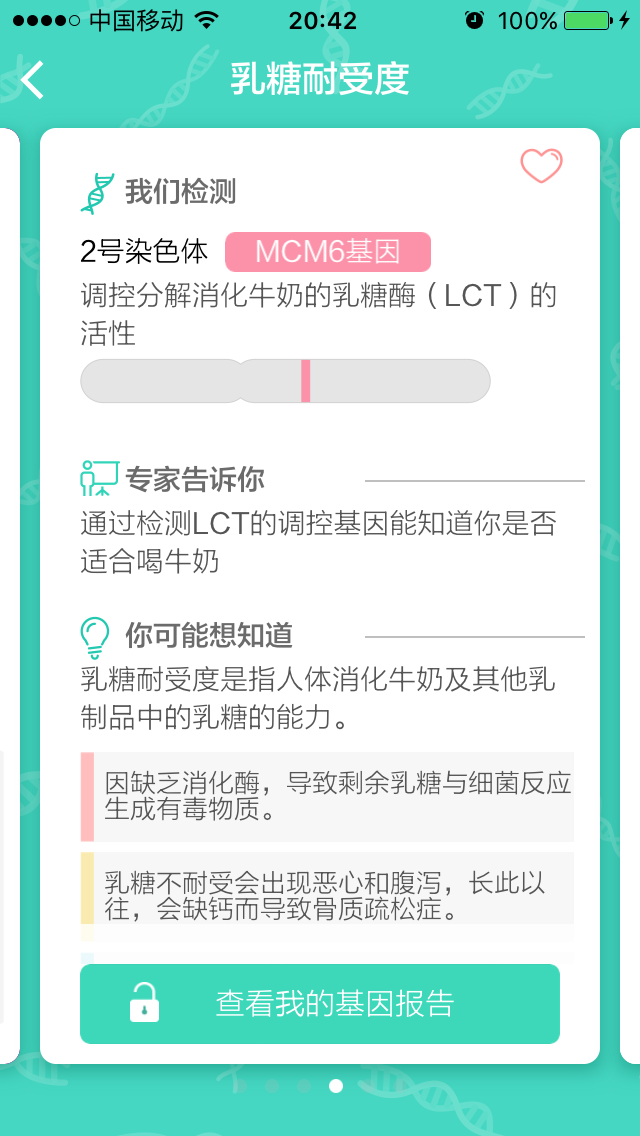 中国移动
20:42
100%
乳糖耐受度
我们检测
2号染色体 MCM6基因
调控分解消化牛奶的乳糖酶（LCT）的
活性
专家告诉你
通过检测LCT的调控基因能知道你是否
适合喝牛奶
你可能想知道
乳糖耐受度是指人体消化牛奶及其他乳
制品中的乳糖的能力。
因缺乏消化酶，导致剩余乳糖与细菌反应
生成有毒物质。
乳糖不耐受会出现恶心和腹泻，长此以
往，会缺钙而导致骨质疏松症。
查看我的基因报告